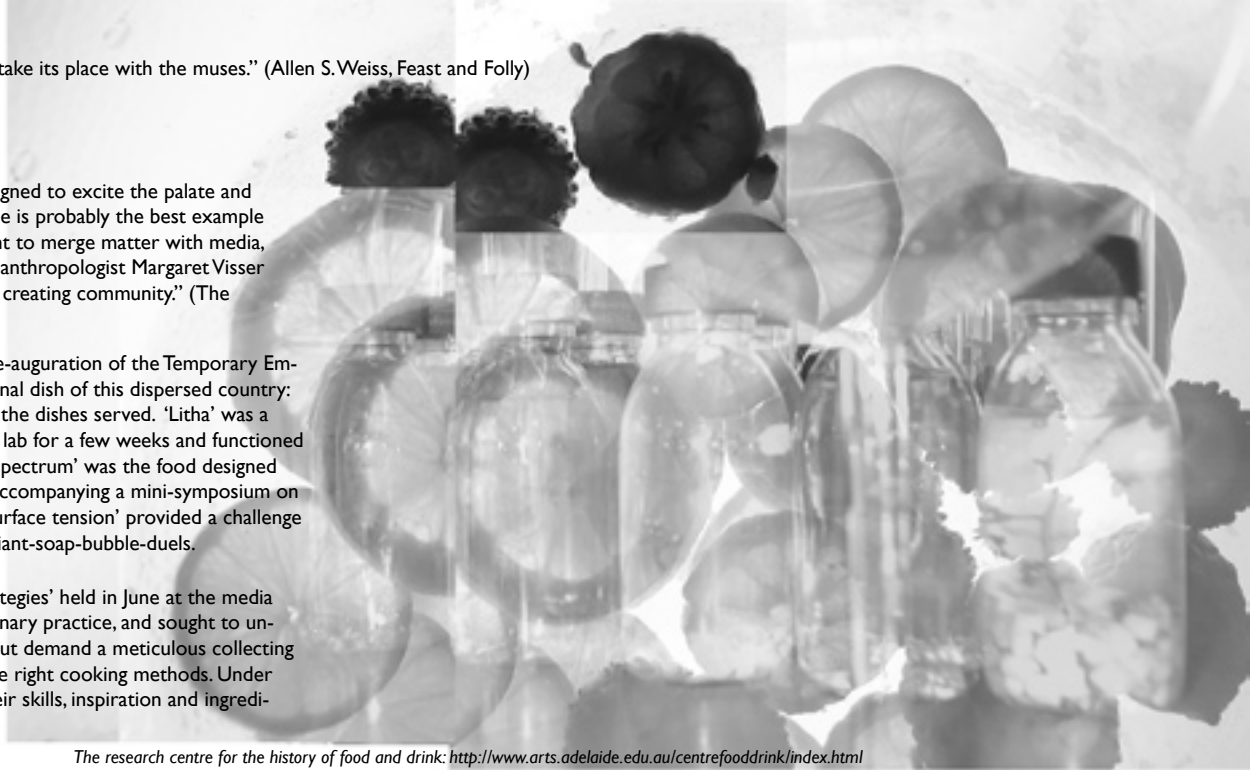 take its place with the muses.” (Allen S. Weiss, Feast and Folly)
gned to excite the palate and
e is probably the best example
t to merge matter with media,
anthropologist Margaret Visser
creating community.” (The
e-auguration of the Temporary Em-
nal dish of this dispersed country:
the dishes served. ‘Litha’ was a
lab for a few weeks and functioned
pectrum’ was the food designed
ccompanying a mini-symposium on
urface tension’ provided a challenge
iant-soap-bubble-duels.
tegies’ held in June at the media
nary practice, and sought to un-
ut demand a meticulous collecting
e right cooking methods. Under
eir skills, inspiration and ingredi-
The research centre for the history of food and drink: http://www.arts.adelaide.edu.au/centrefooddrink/index.html